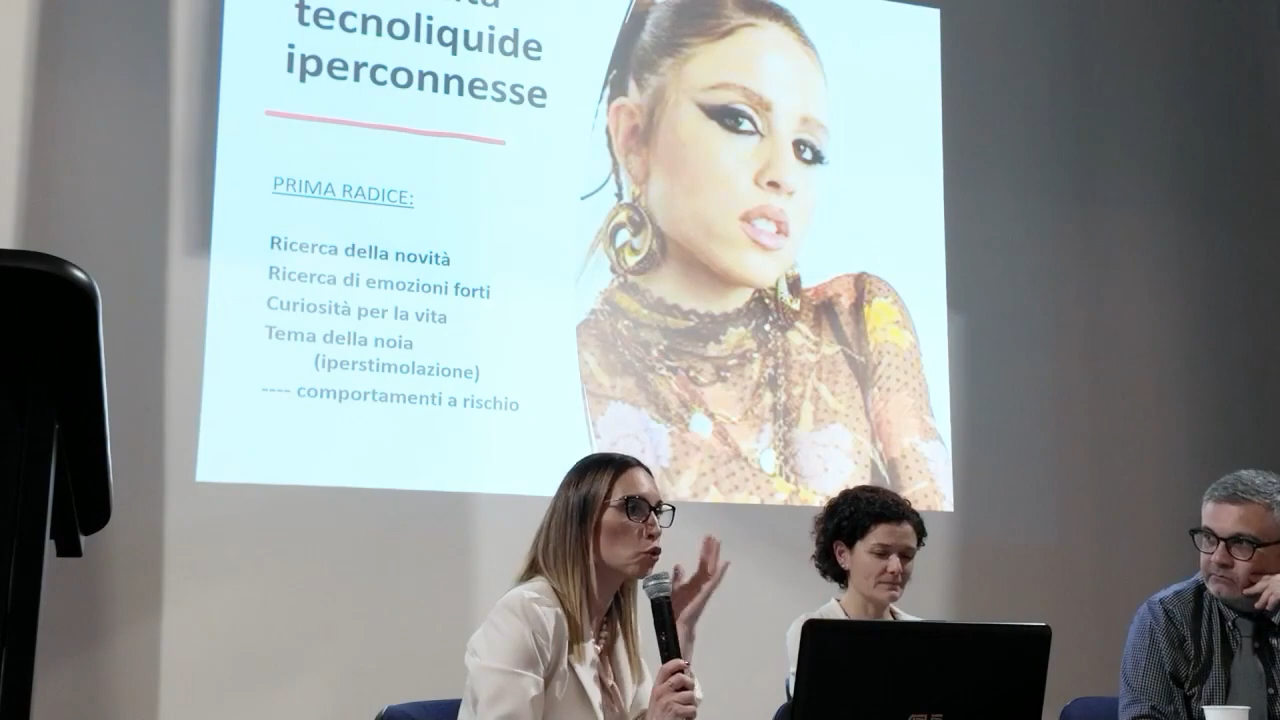 tecnoliquide
iperconnesse
PRIMA RADICE:
Ricerca della novità
Ricerca di emozioni forti
Curiosità per la vita
Tema della noia
(iperstimolazione)
---- comportamenti a rischio